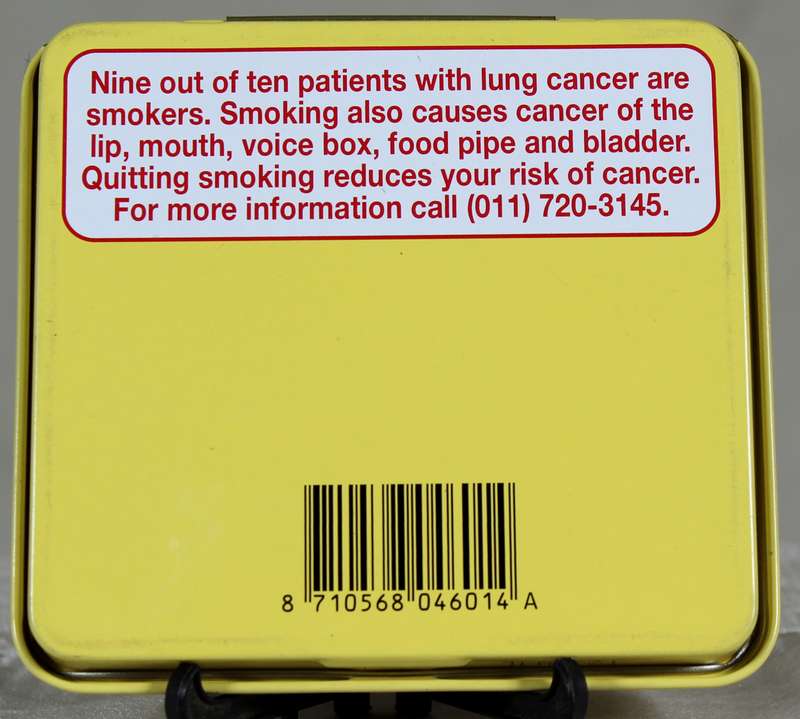 Nine out of ten patients with lung cancer are
smokers. Smoking also causes cancer of the
lip, mouth, voice box, food pipe and bladder.
Quitting smoking reduces your risk of cancer.
For more information call (011) 720-3145.
8 710568 046014 A